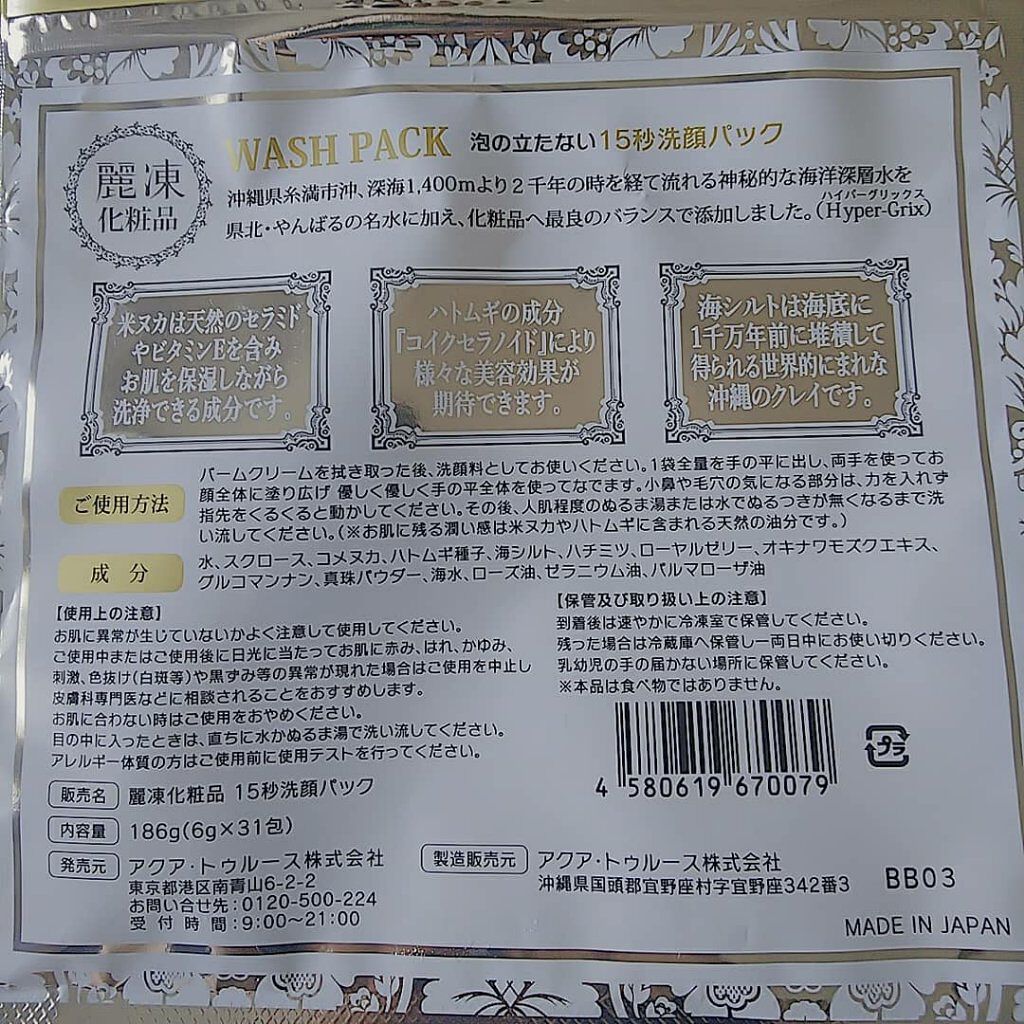 麗凍
化粧品
WASH PACK 泡の立たない15秒洗顔パック
沖縄県糸満市沖、深海1,400mより2千年の時を経て流れる神秘的な海洋深層水を
ハイパーグリックス
県北・やんばるの名水に加え、化粧品へ最良のバランスで添加しました。(Hyper-Grix)
米ヌカは天然のセラミド
やビタミンEを含み
お肌を保湿しながら
洗浄できる成分です。
ハトムギの成分
『コイクセラノイド』により
様々な美容効果が
期待できます。
海シルトは海底に
1千万年前に堆積して
得られる世界的にまれな
沖縄のクレイです。
ご使用方法
バームクリームを拭き取った後、洗顔料としてお使いください。1袋全量を手の平に出し、両手を使ってお
顔全体に塗り広げ 優しく優しく手の平全体を使ってなでます。小鼻や毛穴の気になる部分は、力を入れず
指先をくるくると動かしてください。その後、人肌程度のぬるま湯または水でぬるつきが無くなるまで洗
い流してください。(※お肌に残る潤い感は米ヌカやハトムギに含まれる天然の油分です。)
成 分
水、スクロース、コメヌカ、ハトムギ種子、海シルト、ハチミツ、ローヤルゼリー、オキナワモズクエキス、
グルコマンナン、真珠パウダー、海水、ローズ油、ゼラニウム油、パルマローザ油
【使用上の注意】
お肌に異常が生じていないかよく注意して使用してください。
ご使用中またはご使用後に日光に当たってお肌に赤み、はれ、かゆみ、
刺激、色抜け(白斑等)や黒ずみ等の異常が現れた場合はご使用を中止し
皮膚科専門医などに相談されることをおすすめします。
お肌に合わない時はご使用をおやめください。
目の中に入ったときは、直ちに水かぬるま湯で洗い流してください。
アレルギー体質の方はご使用前に使用テストを行ってください。
【保管及び取り扱い上の注意】
到着後は速やかに冷凍室で保管してください。
残った場合は冷蔵庫へ保管し一両日中にお使い切りください。
乳幼児の手の届かない場所に保管してください。
※本品は食べ物ではありません。
4 580619 670079
プラ
販売名 麗凍化粧品 15秒洗顔パック
内容量 186g(6g×31包)
発売元 アクア・トゥルース株式会社
東京都港区南青山6-2-2
お問い合せ先:0120-500-224
受付時間:9:00〜21:00
製造販売元 アクア・トゥルース株式会社
沖縄県国頭郡宜野座村字宜野座342番3
BB03
MADE IN JAPAN